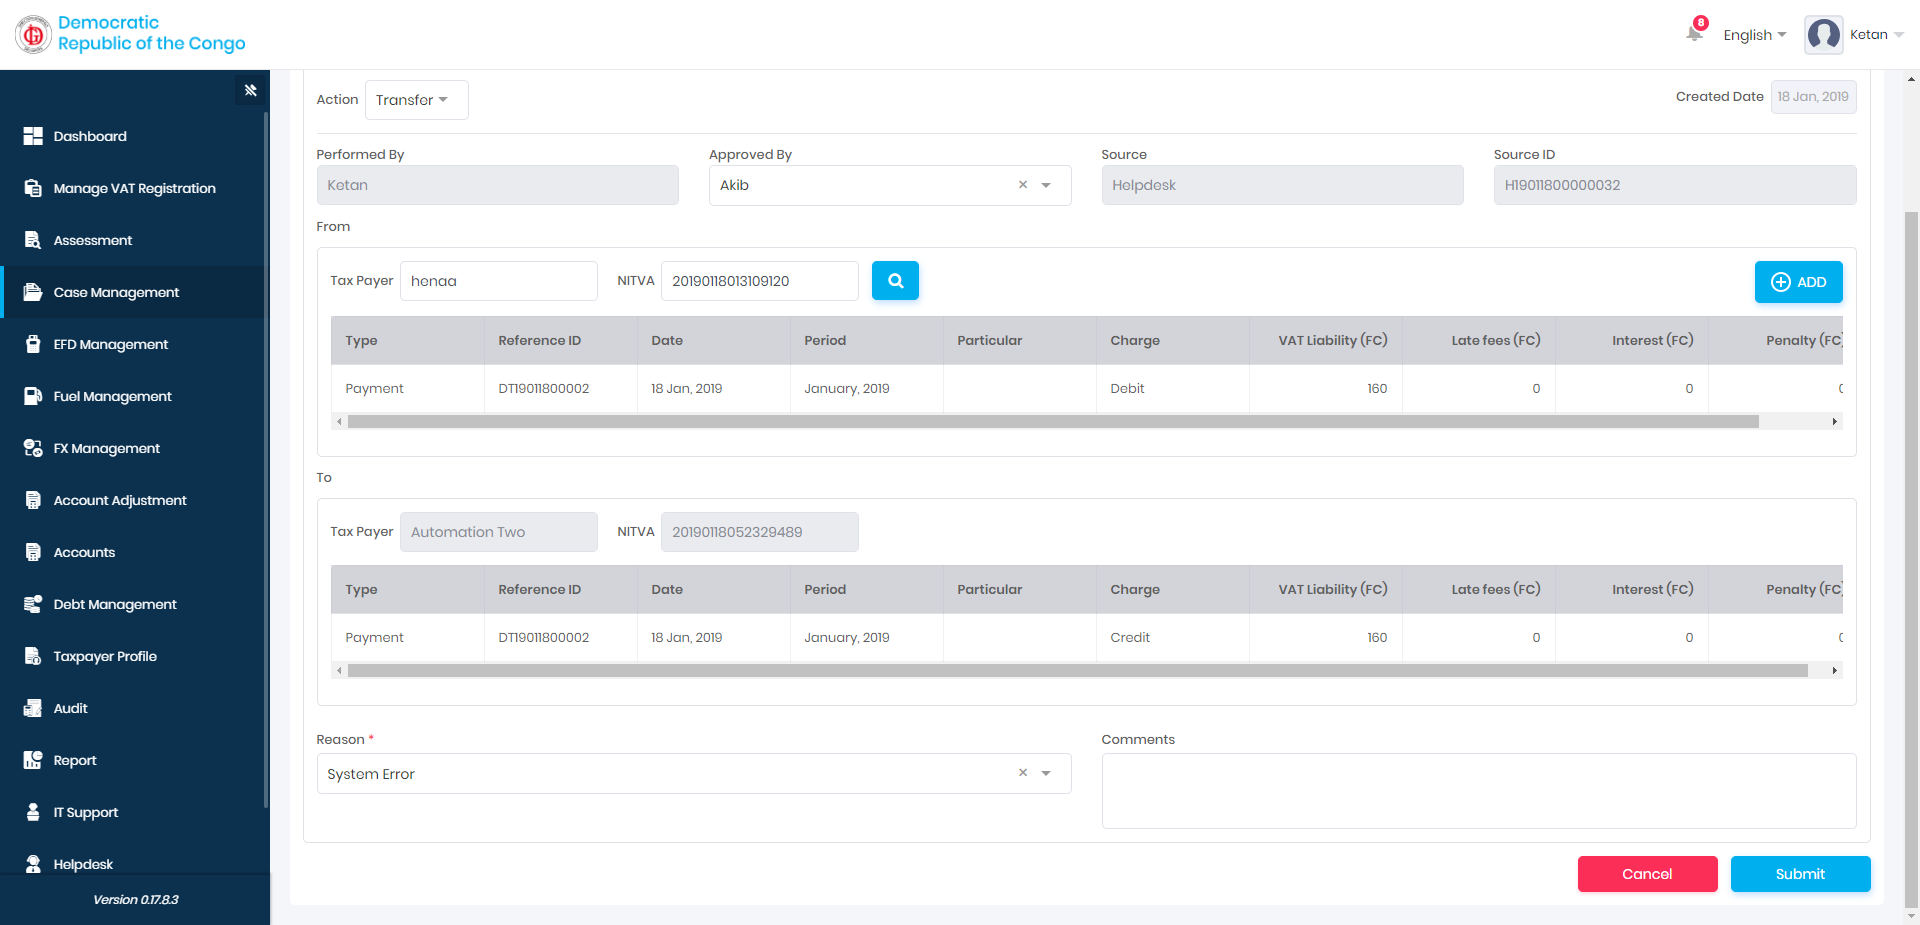 Democratic
Republic of the Congo
8
English
Ketan
Dashboard
Manage VAT Registration
Assessment
Case Management
EFD Management
Fuel Management
FX Management
Account Adjustment
Accounts
Debt Management
Taxpayer Profile
Audit
Report
IT Support
Helpdesk
Version 0.17.8.3
Action Transfer
Created Date 18 Jan, 2019
Performed By Approved By Source Source ID
Ketan Akib × Helpdesk H19011800000032
From
Tax Payer henaa NITVA 20190118013109120 ADD
Type Reference ID Date Period Particular Charge VAT Liability (FC) Late fees (FC) Interest (FC) Penalty (FC)
Payment DT19011800002 18 Jan, 2019 January, 2019 Debit 160 0 0 0
To
Tax Payer Automation Two NITVA 20190118052329489
Type Reference ID Date Period Particular Charge VAT Liability (FC) Late fees (FC) Interest (FC) Penalty (FC)
Payment DT19011800002 18 Jan, 2019 January, 2019 Credit 160 0 0 0
Reason * Comments
System Error ×
Cancel Submit